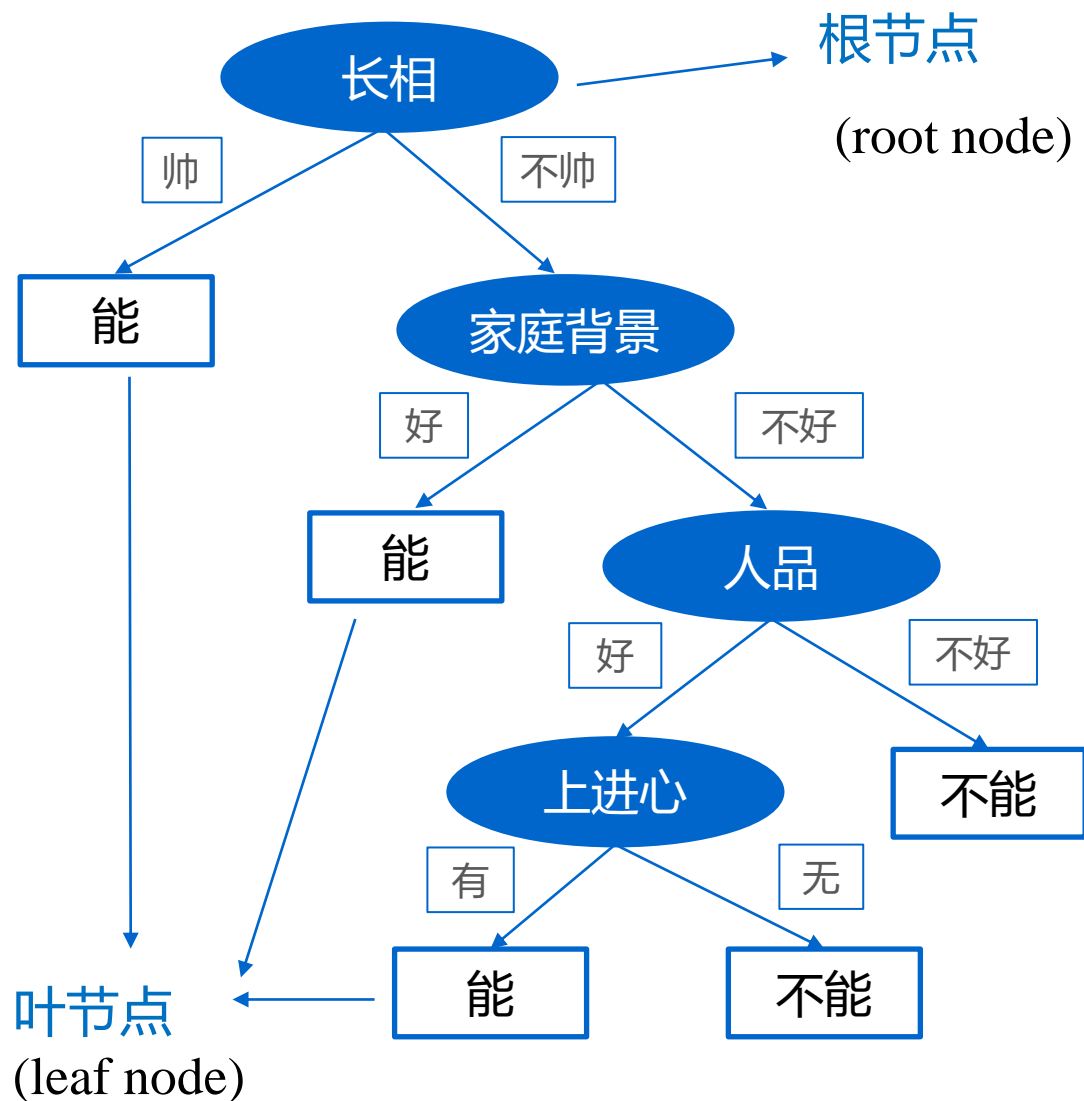 根节点
长相
(root node)
帅
不帅
能
家庭背景
好
不好
能
人品
好
不好
上进心
不能
有
无
能
不能
叶节点
(leaf node)